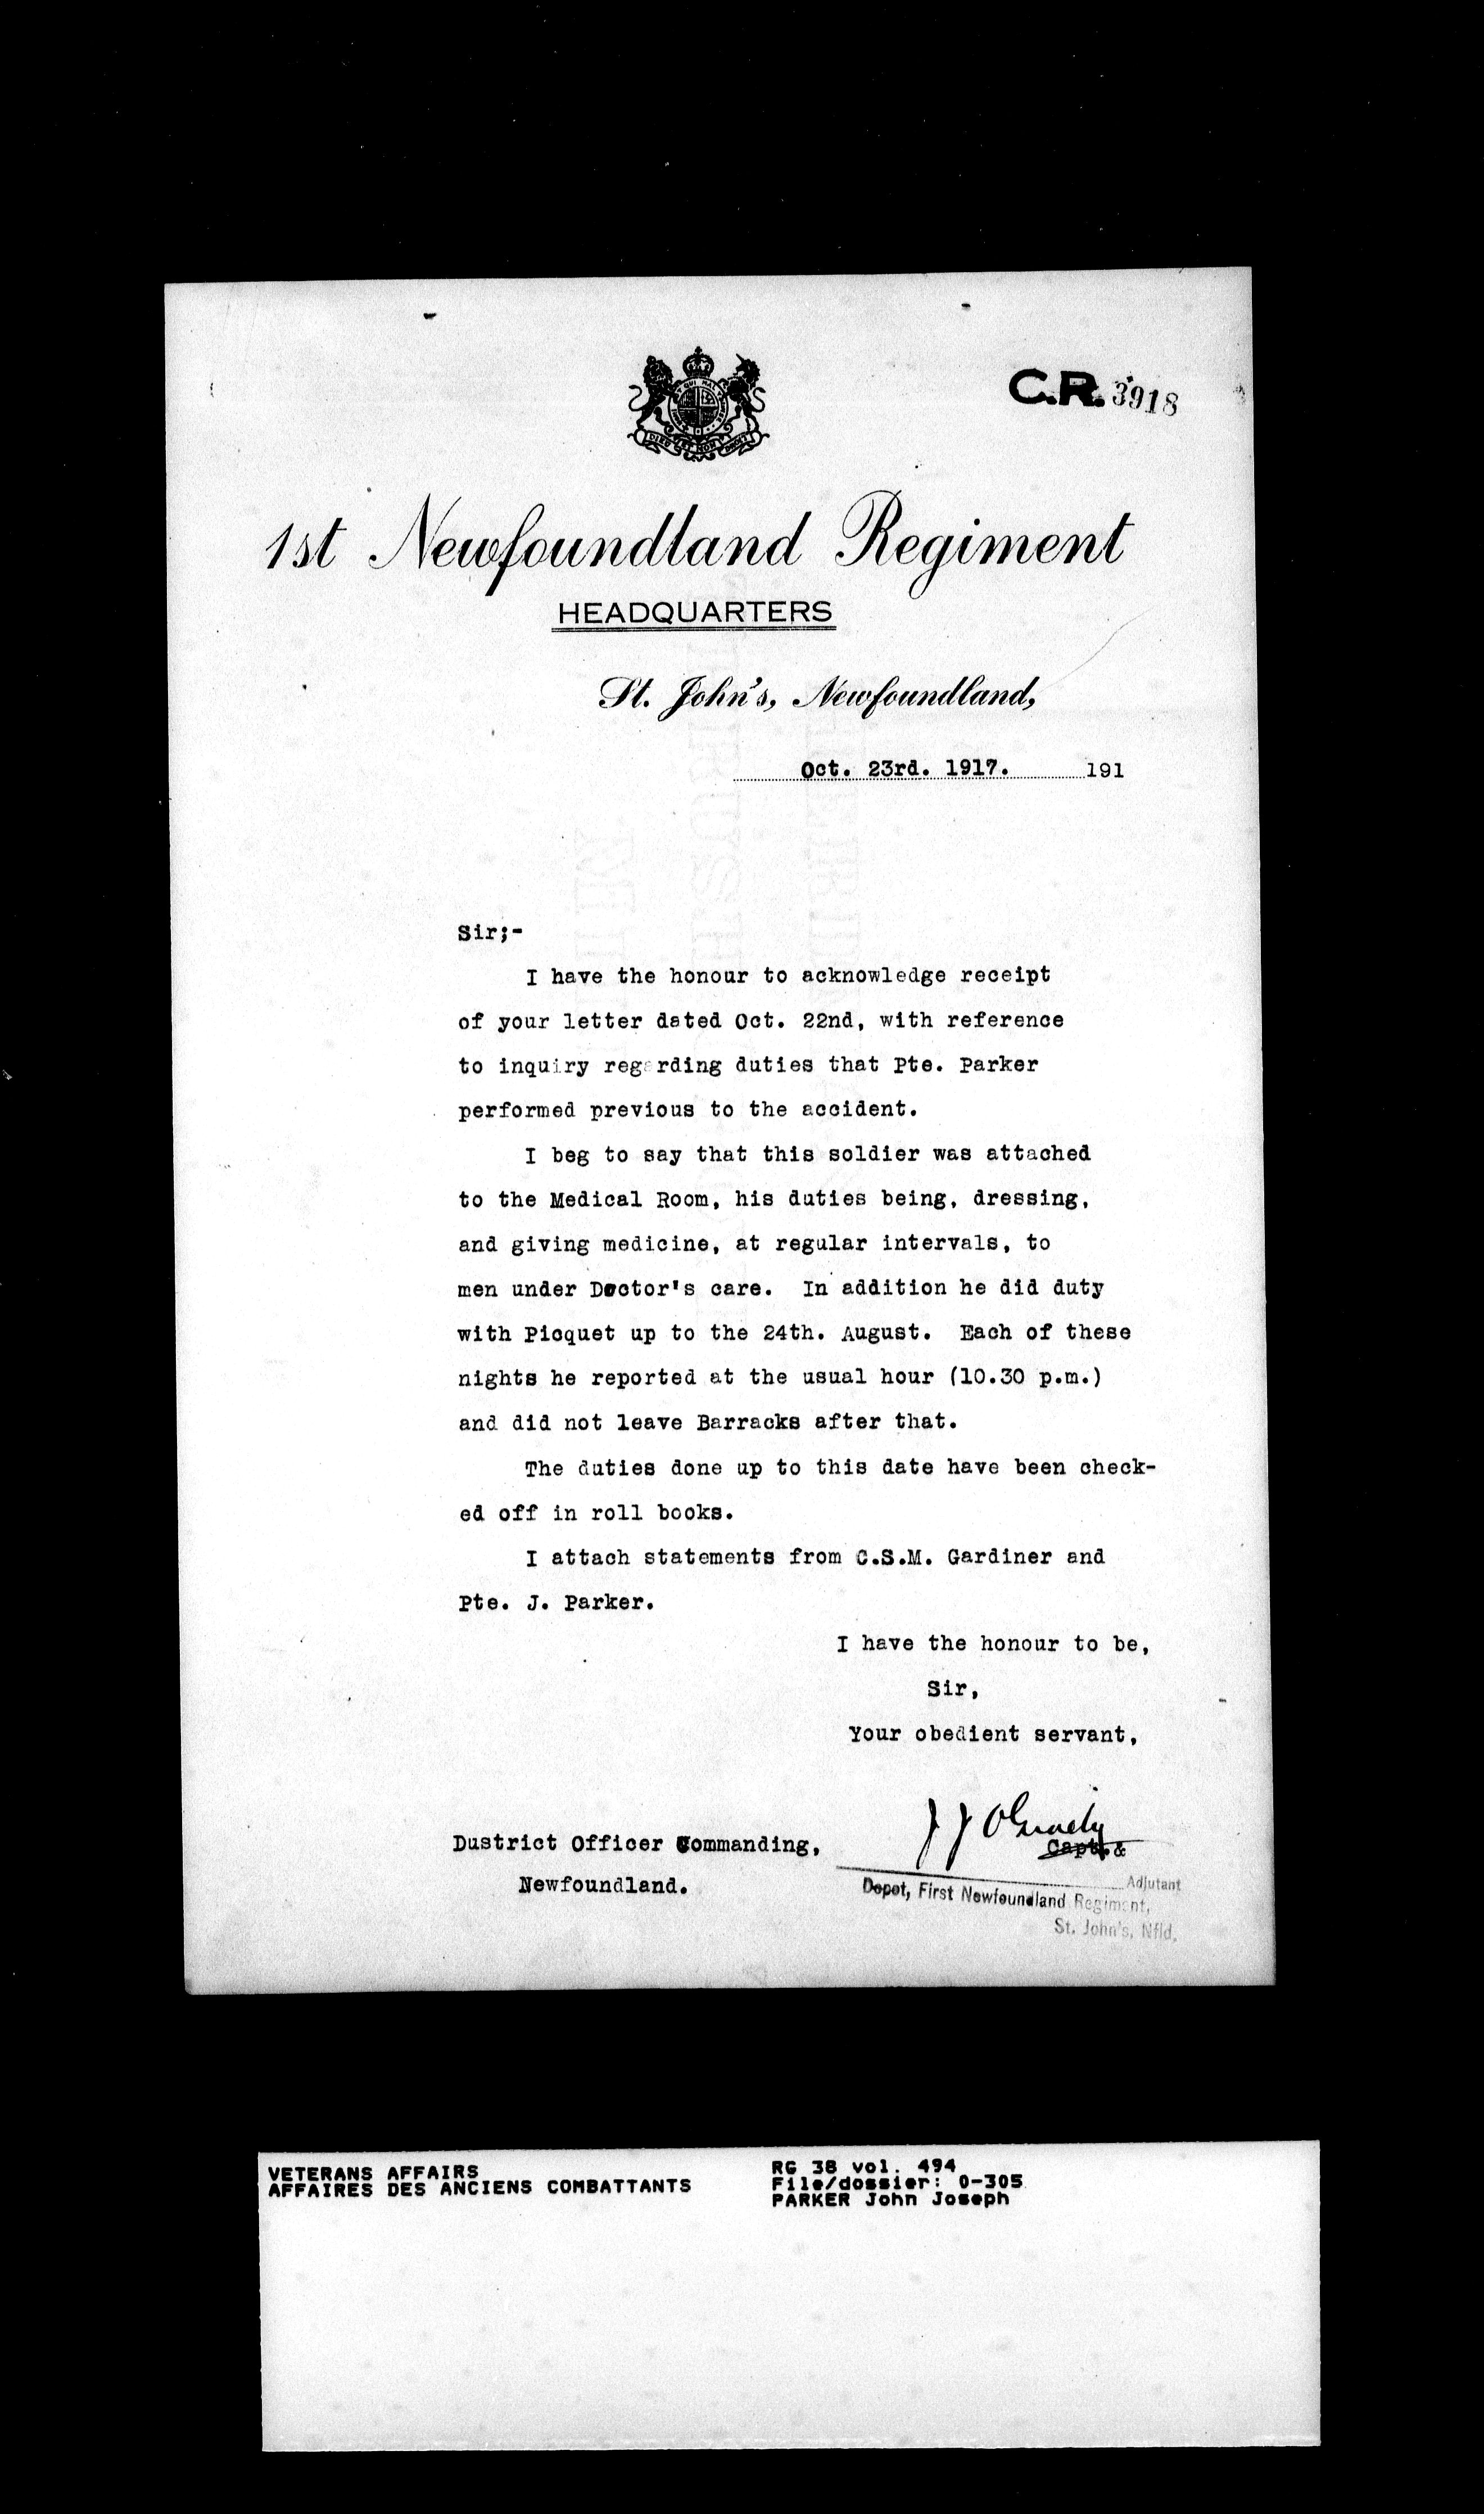 C.R. 3918
DIEU ET MON DROIT
1st Newfoundland Regiment
HEADQUARTERS
St. John's, Newfoundland,
Oct. 23rd. 1917. 191
Sir;-
I have the honour to acknowledge receipt
of your letter dated Oct. 22nd, with reference
to inquiry regarding duties that Pte. Parker
performed previous to the accident.
I beg to say that this soldier was attached
to the Medical Room, his duties being, dressing,
and giving medicine, at regular intervals, to
men under Doctor's care. In addition he did duty
with Picquet up to the 24th. August. Each of these
nights he reported at the usual hour (10.30 p.m.)
and did not leave Barracks after that.
The duties done up to this date have been check-
ed off in roll books.
I attach statements from C.S.M. Gardiner and
Pte. J. Parker.
I have the honour to be,
Sir,
Your obedient servant,
J J O'Grady
Capt. &
Dustrict Officer Commanding,
Newfoundland.
Adjutant
Depot, First Newfoundland Regiment,
St. John's, Nfld.
VETERANS AFFAIRS
AFFAIRES DES ANCIENS COMBATTANTS
RG 38 vol. 494
File/dossier: 0-305
PARKER John Joseph